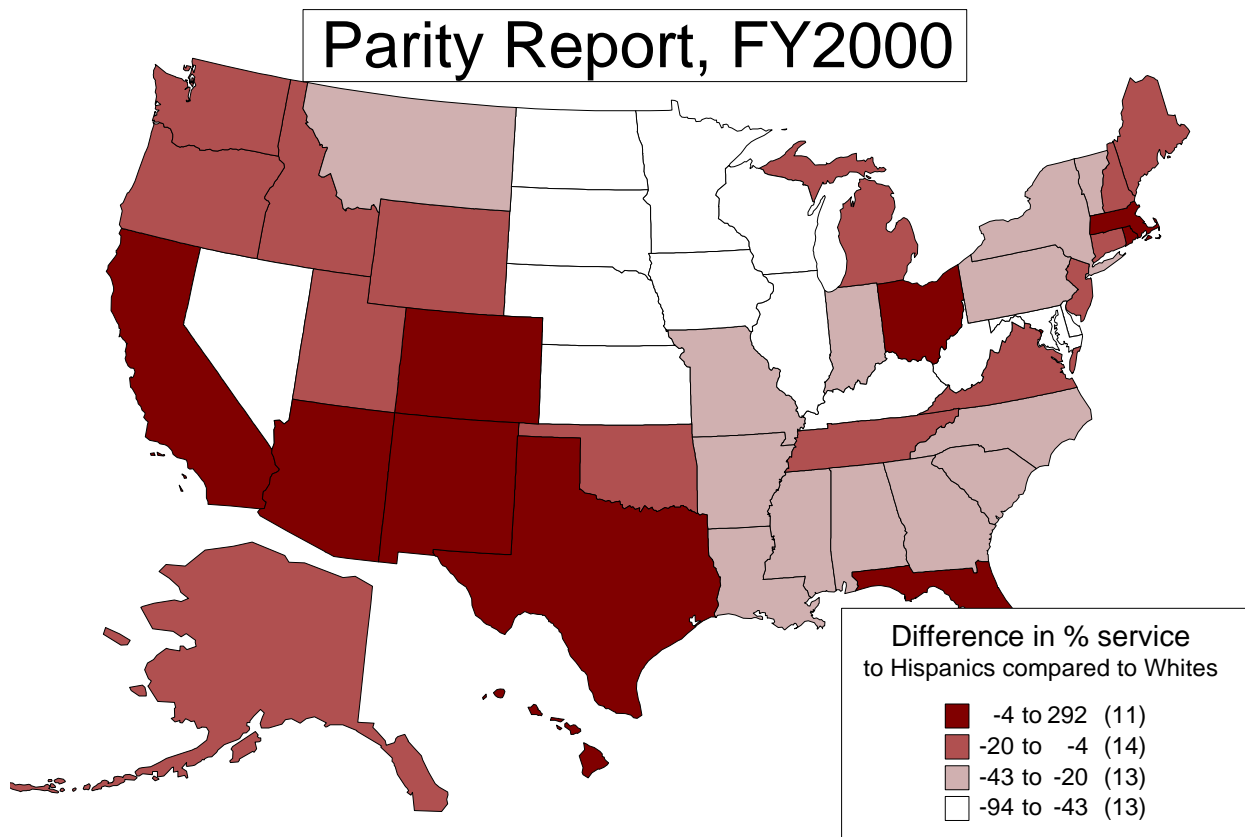 Parity Report, FY2000
Difference in % service
to Hispanics compared to Whites
-4 to 292 (11)
-20 to -4 (14)
-43 to -20 (13)
-94 to -43 (13)